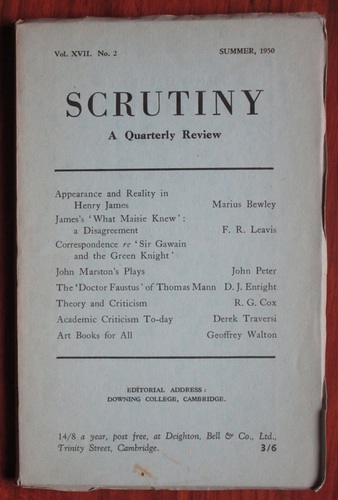 Vol. XVII. No. 2 SUMMER, 1950
SCRUTINY
A Quarterly Review
Appearance and Reality in
Henry James Marius Bewley
James's 'What Maisie Knew':
a Disagreement F. R. Leavis
Correspondence re 'Sir Gawain
and the Green Knight'
John Marston's Plays John Peter
The 'Doctor Faustus' of Thomas Mann D. J. Enright
Theory and Criticism R. G. Cox
Academic Criticism To-day Derek Traversi
Art Books for All Geoffrey Walton
EDITORIAL ADDRESS:
DOWNING COLLEGE, CAMBRIDGE.
14/8 a year, post free, at Deighton, Bell & Co., Ltd.,
Trinity Street, Cambridge. 3/6